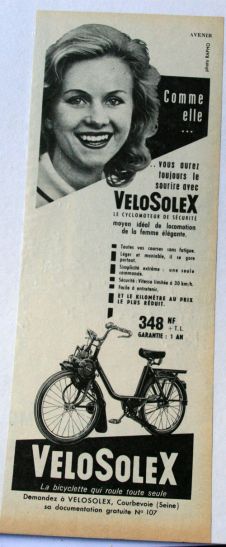 AVENIR
photo RAPHO
Comme
elle
...
.. vous aurez
toujours le
sourire avec
VELOSOLEX
LE CYCLOMOTEUR DE SÉCURITÉ
moyen idéal de locomotion
de la femme élégante.
Toutes vos courses sans fatigue.
Léger et maniable, il se gare
partout.
Simplicité extrême : une seule
commande.
Sécurité : Vitesse limitée à 30 km/h.
Facile à entretenir,
ET LE KILOMÈTRE AU PRIX
LE PLUS RÉDUIT.
348 NF
+ T.L.
GARANTIE : 1 AN
VELOSOLEX
La bicyclette qui roule toute seule
Demandez à VELOSOLEX, Courbevoie (Seine)
sa documentation gratuite No 107